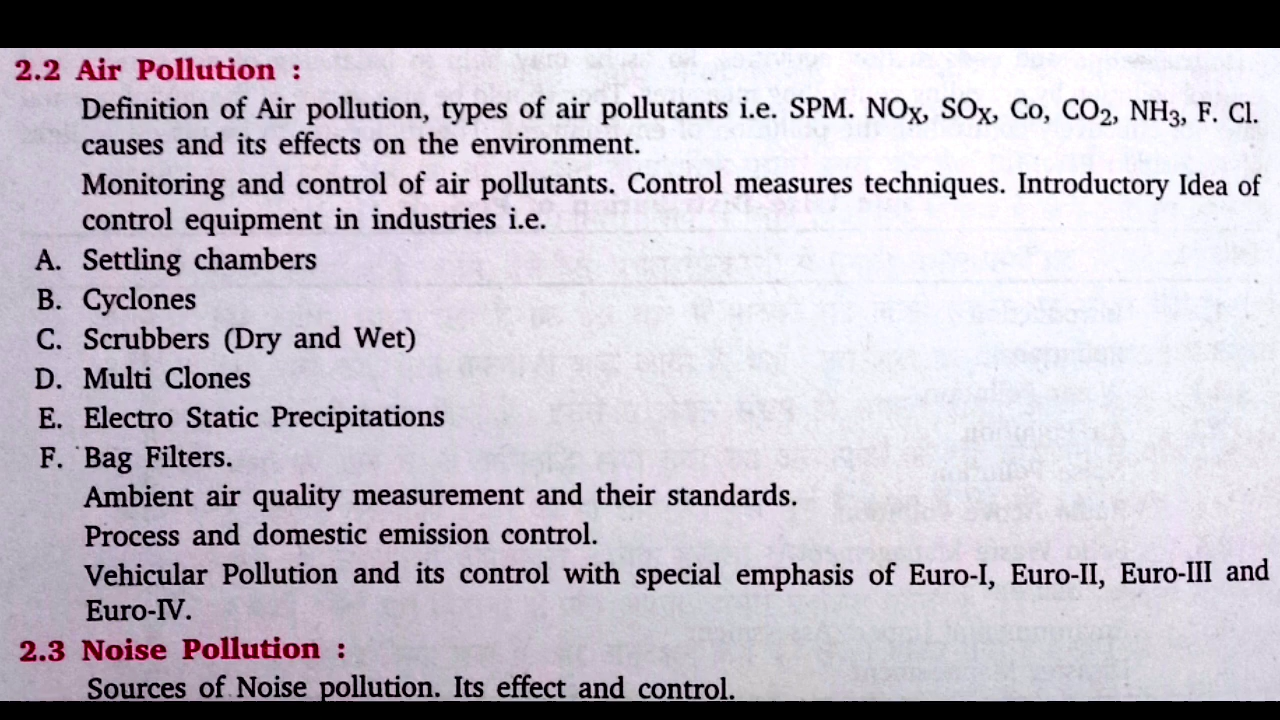 2.2 Air Pollution :
Definition of Air pollution, types of air pollutants i.e. SPM. NOX, SOX, Co, CO2, NH3, F. Cl.
causes and its effects on the environment.
Monitoring and control of air pollutants. Control measures techniques. Introductory Idea of
control equipment in industries i.e.
A. Settling chambers
B. Cyclones
C. Scrubbers (Dry and Wet)
D. Multi Clones
E. Electro Static Precipitations
F. Bag Filters.
Ambient air quality measurement and their standards.
Process and domestic emission control.
Vehicular Pollution and its control with special emphasis of Euro-I, Euro-II, Euro-III and
Euro-IV.
2.3 Noise Pollution :
Sources of Noise pollution. Its effect and control.